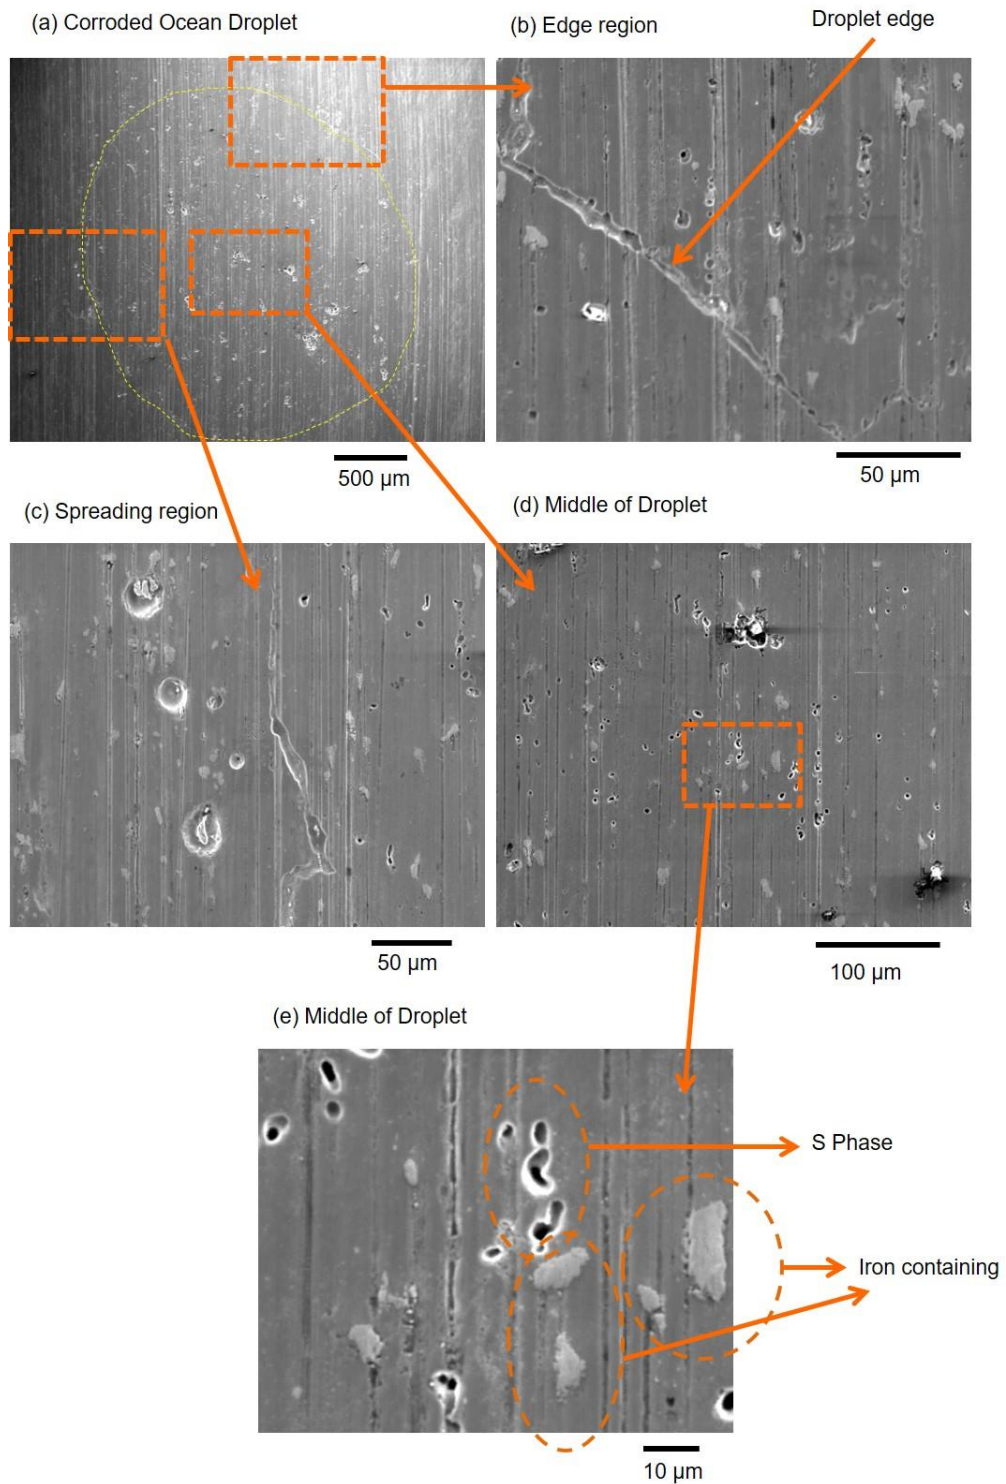 (a) Corroded Ocean Droplet
(b) Edge region
Droplet edge
500 µm
50 µm
(c) Spreading region
(d) Middle of Droplet
50 µm
100 µm
(e) Middle of Droplet
S Phase
Iron containing
10 µm